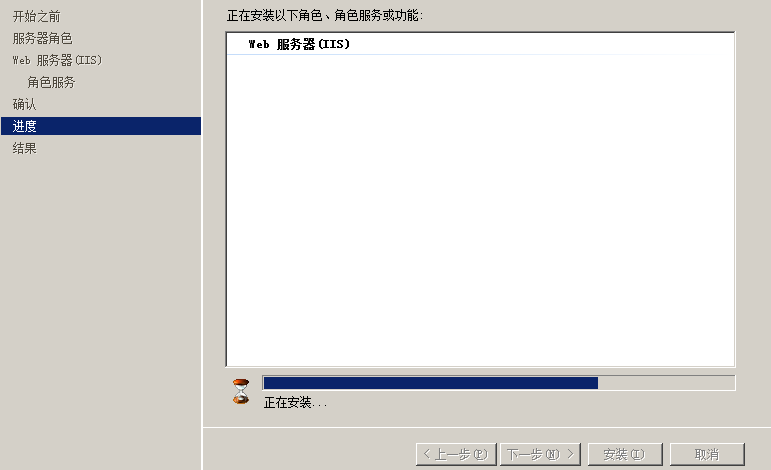 开始之前
服务器角色
Web 服务器(IIS)
角色服务
确认
进度
结果
正在安装以下角色、角色服务或功能:
Web 服务器(IIS)
正在安装...
< 上一步(P)
下一步(N) >
安装(I)
取消